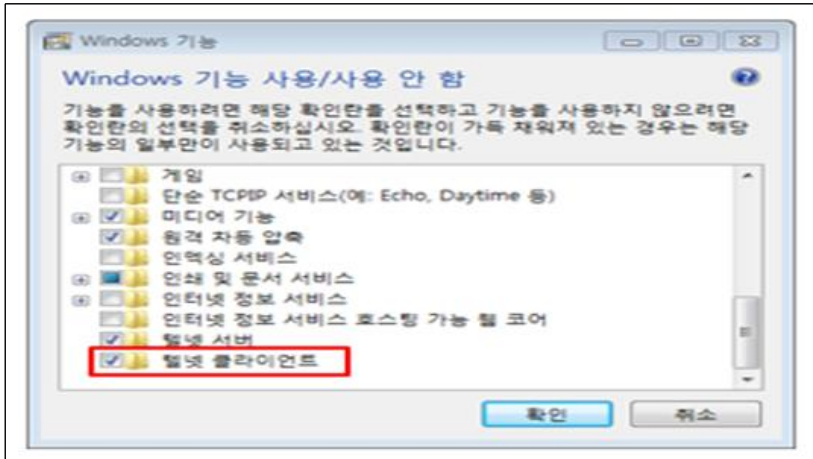 Windows 기능
Windows 기능 사용/사용 안 함
기능을 사용하려면 해당 확인란을 선택하고 기능을 사용하지 않으려면
확인란의 선택을 취소하십시오. 확인란이 가득 채워져 있는 경우는 해당
기능의 일부만이 사용되고 있는 것입니다.
게임
단순 TCPIP 서비스(예: Echo, Daytime 등)
미디어 기능
원격 차등 압축
인덱싱 서비스
인쇄 및 문서 서비스
인터넷 정보 서비스
인터넷 정보 서비스 호스팅 가능 웹 코어
텔넷 서버
텔넷 클라이언트
확인
취소